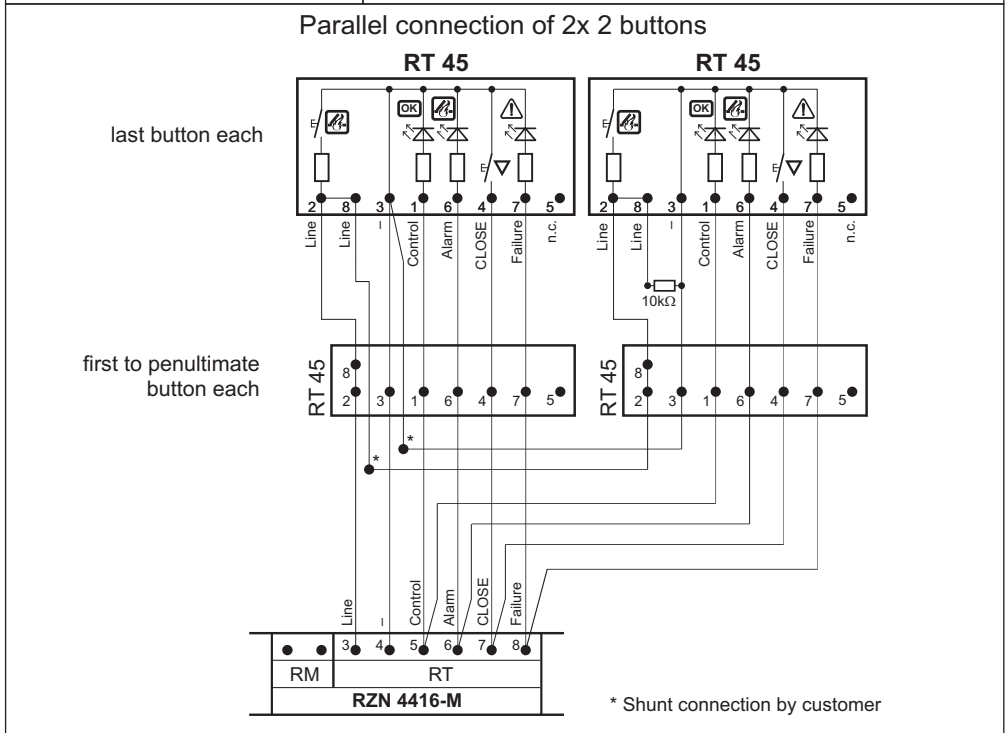 Parallel connection of 2x 2 buttons
RT 45 RT 45
OK OK
last button each
2 8 3 1 6 4 7 5 2 8 3 1 6 4 7 5
Line Line – Control Alarm CLOSE Failure n.c. Line Line – Control Alarm CLOSE Failure n.c.
10kΩ
first to penultimate
button each
RT 45 RT 45
8 8
2 3 1 6 4 7 5 2 3 1 6 4 7 5
*
*
Line – Control Alarm CLOSE Failure
3 4 5 6 7 8
RM RT
RZN 4416-M
* Shunt connection by customer